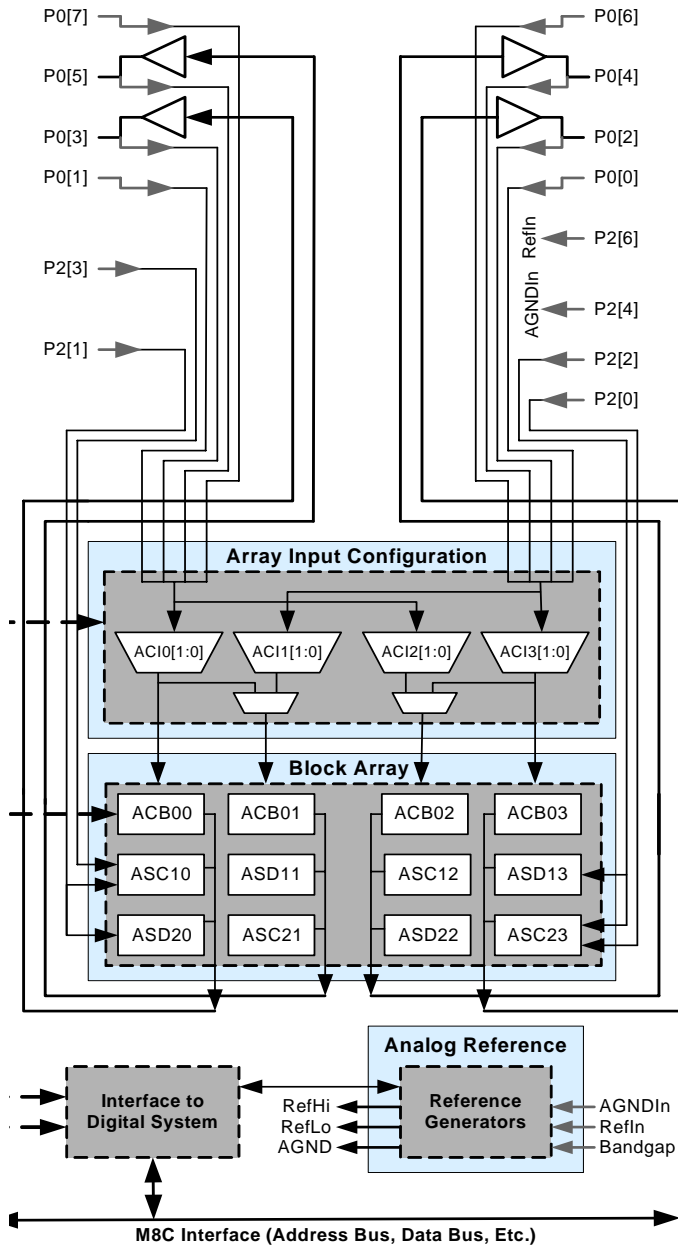 P0[7]
P0[6]
P0[5]
P0[4]
P0[3]
P0[2]
P0[1]
P0[0]
P2[6]
RefIn
P2[3]
P2[4]
AGNDIn
P2[1]
P2[2]
P2[0]
Array Input Configuration
ACI0[1:0]
ACI1[1:0]
ACI2[1:0]
ACI3[1:0]
Block Array
ACB00
ACB01
ACB02
ACB03
ASC10
ASD11
ASC12
ASD13
ASD20
ASC21
ASD22
ASC23
Analog Reference
Interface to
Digital System
RefHi
RefLo
AGND
Reference
Generators
AGNDIn
RefIn
Bandgap
M8C Interface (Address Bus, Data Bus, Etc.)